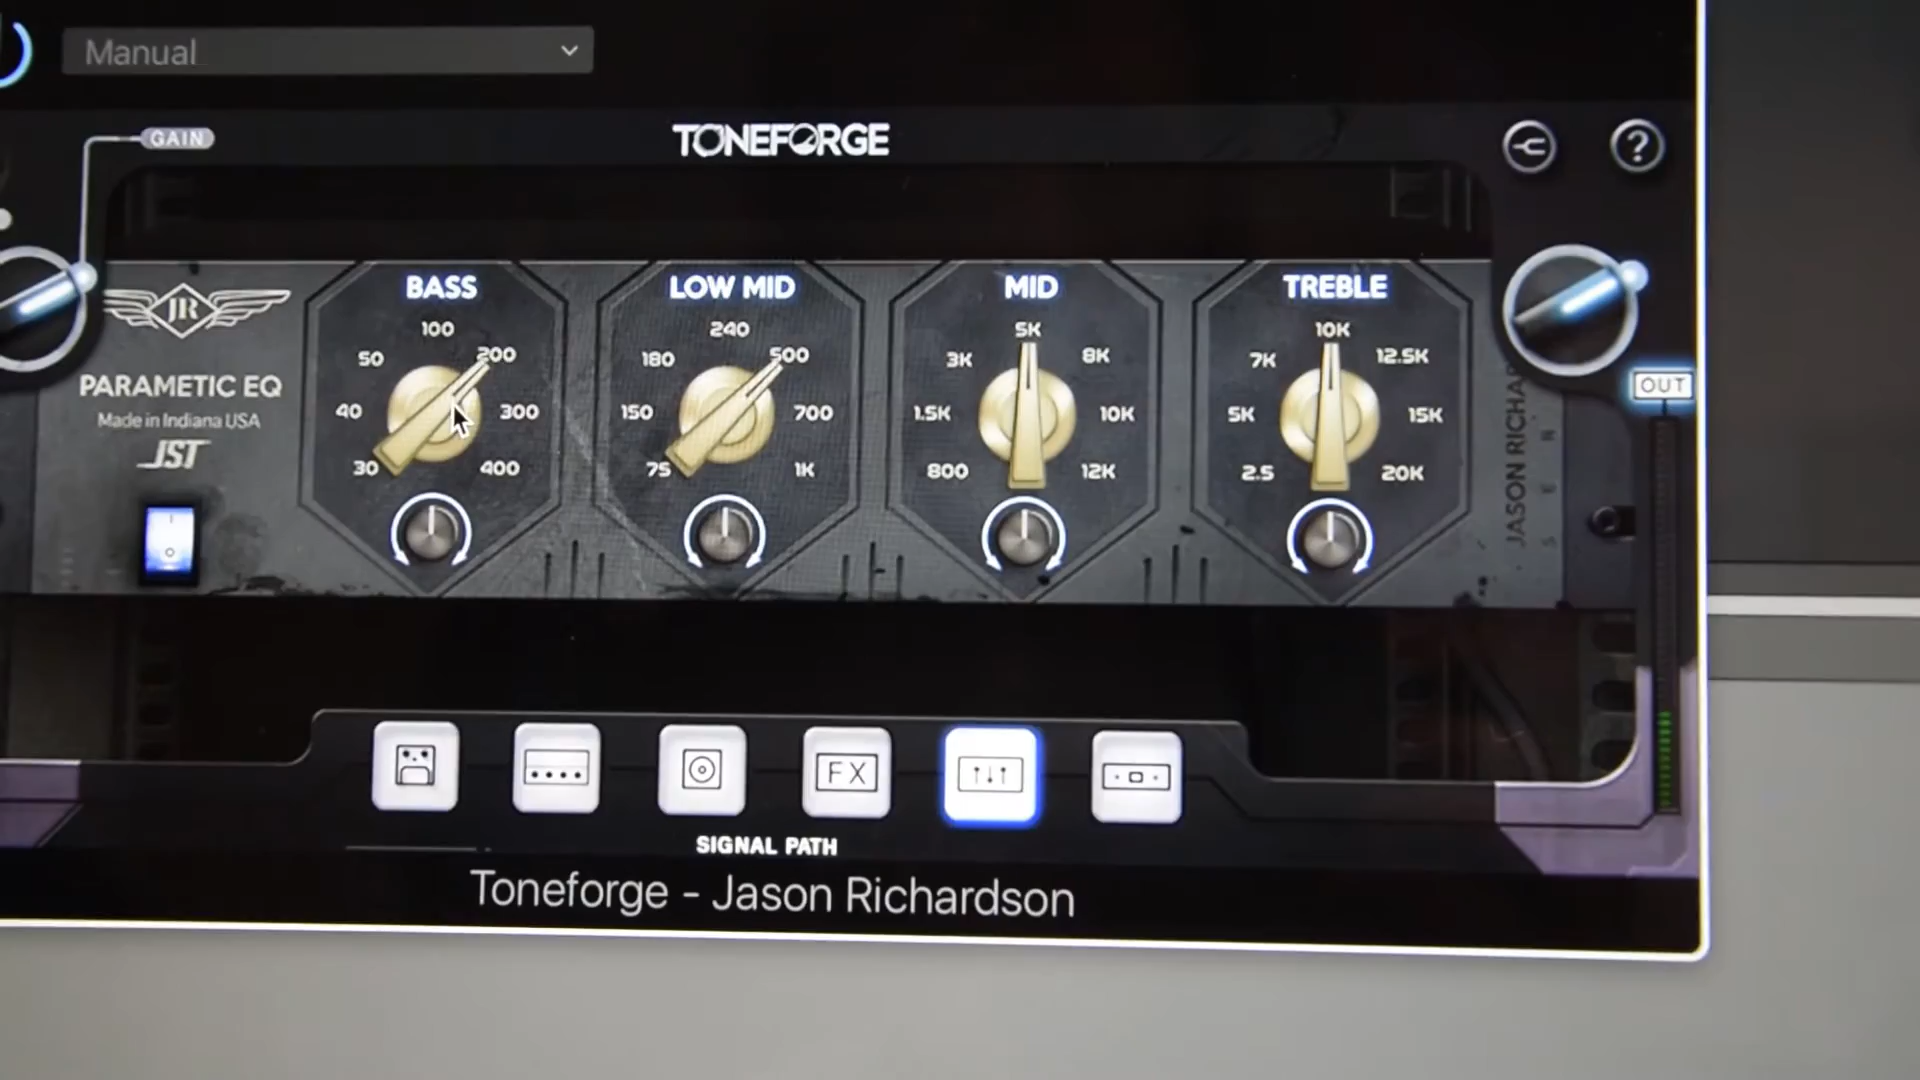 Manual
GAIN
TONEFORGE
?
JR
PARAMETIC EQ
Made in Indiana USA
JST
BASS
100
50 200
40 300
30 400
LOW MID
240
180 500
150 700
75 1K
MID
5K
3K 8K
1.5K 10K
800 12K
TREBLE
10K
7K 12.5K
5K 15K
2.5 20K
OUT
FX
SIGNAL PATH
Toneforge - Jason Richardson